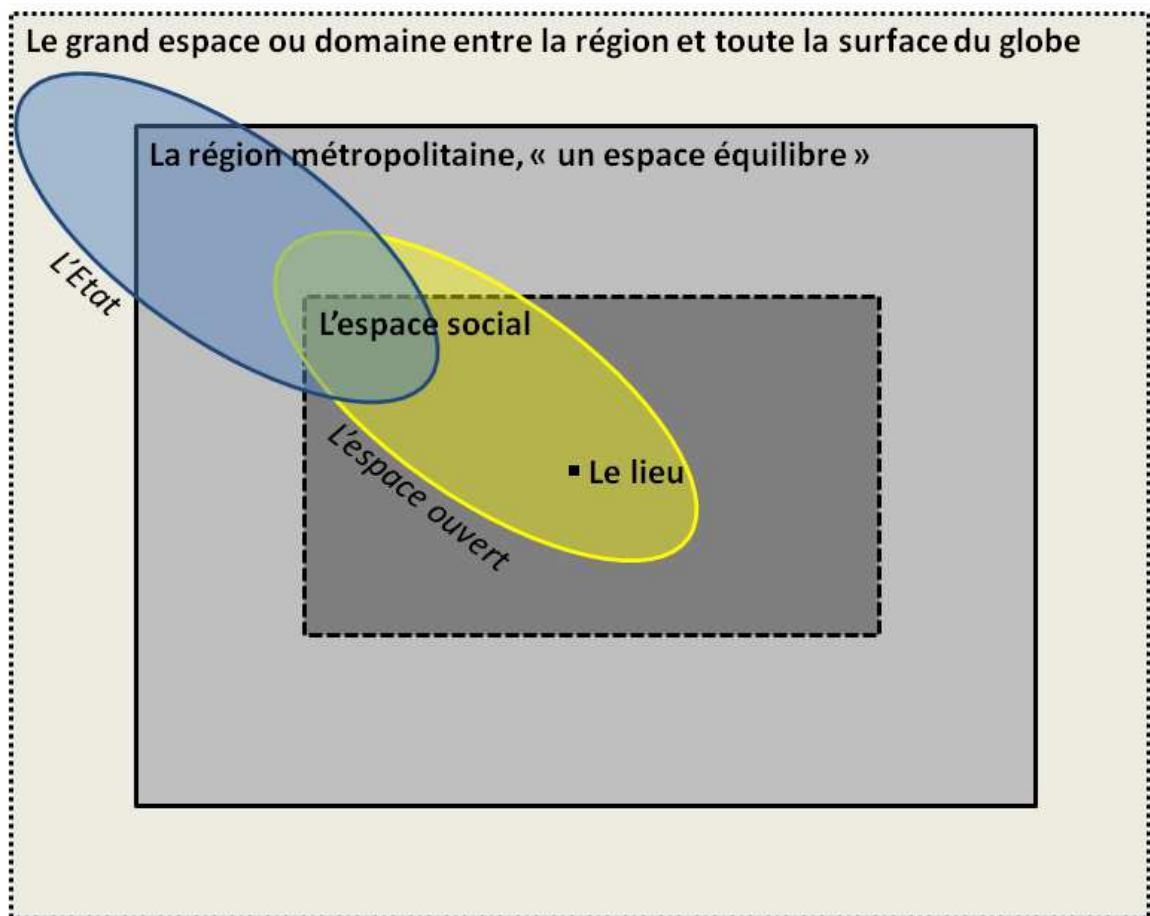 Le grand espace ou domaine entre la région et toute la surface du globe
La région métropolitaine, « un espace équilibre »
L'Etat
L'espace social
L'espace ouvert
Le lieu